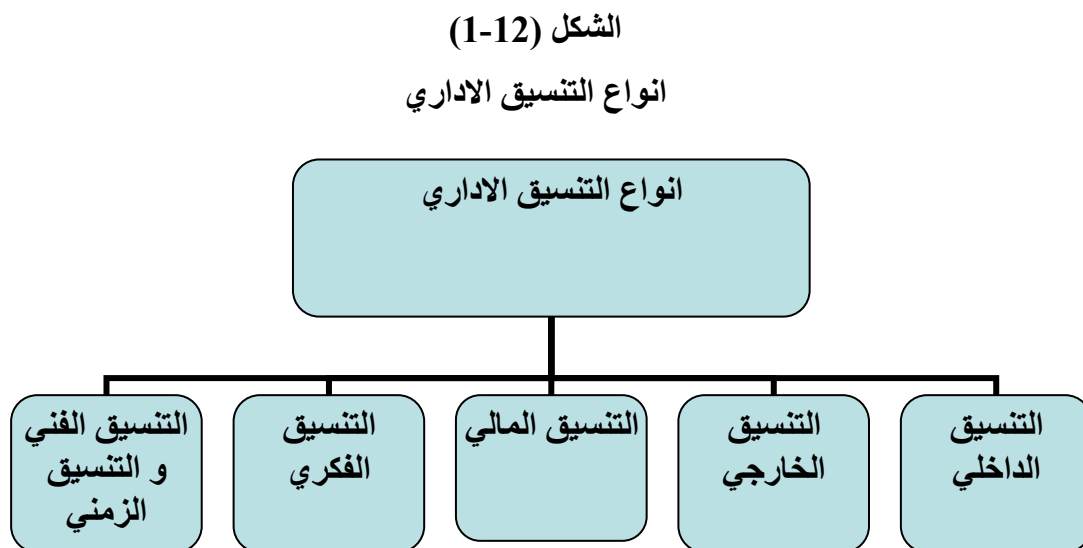 الشكل (12-1)
انواع التنسيق الاداري
انواع التنسيق الاداري
التنسيق
الداخلي
التنسيق
الخارجي
التنسيق المالي
التنسيق
الفكري
التنسيق الفني
و التنسيق
الزمني